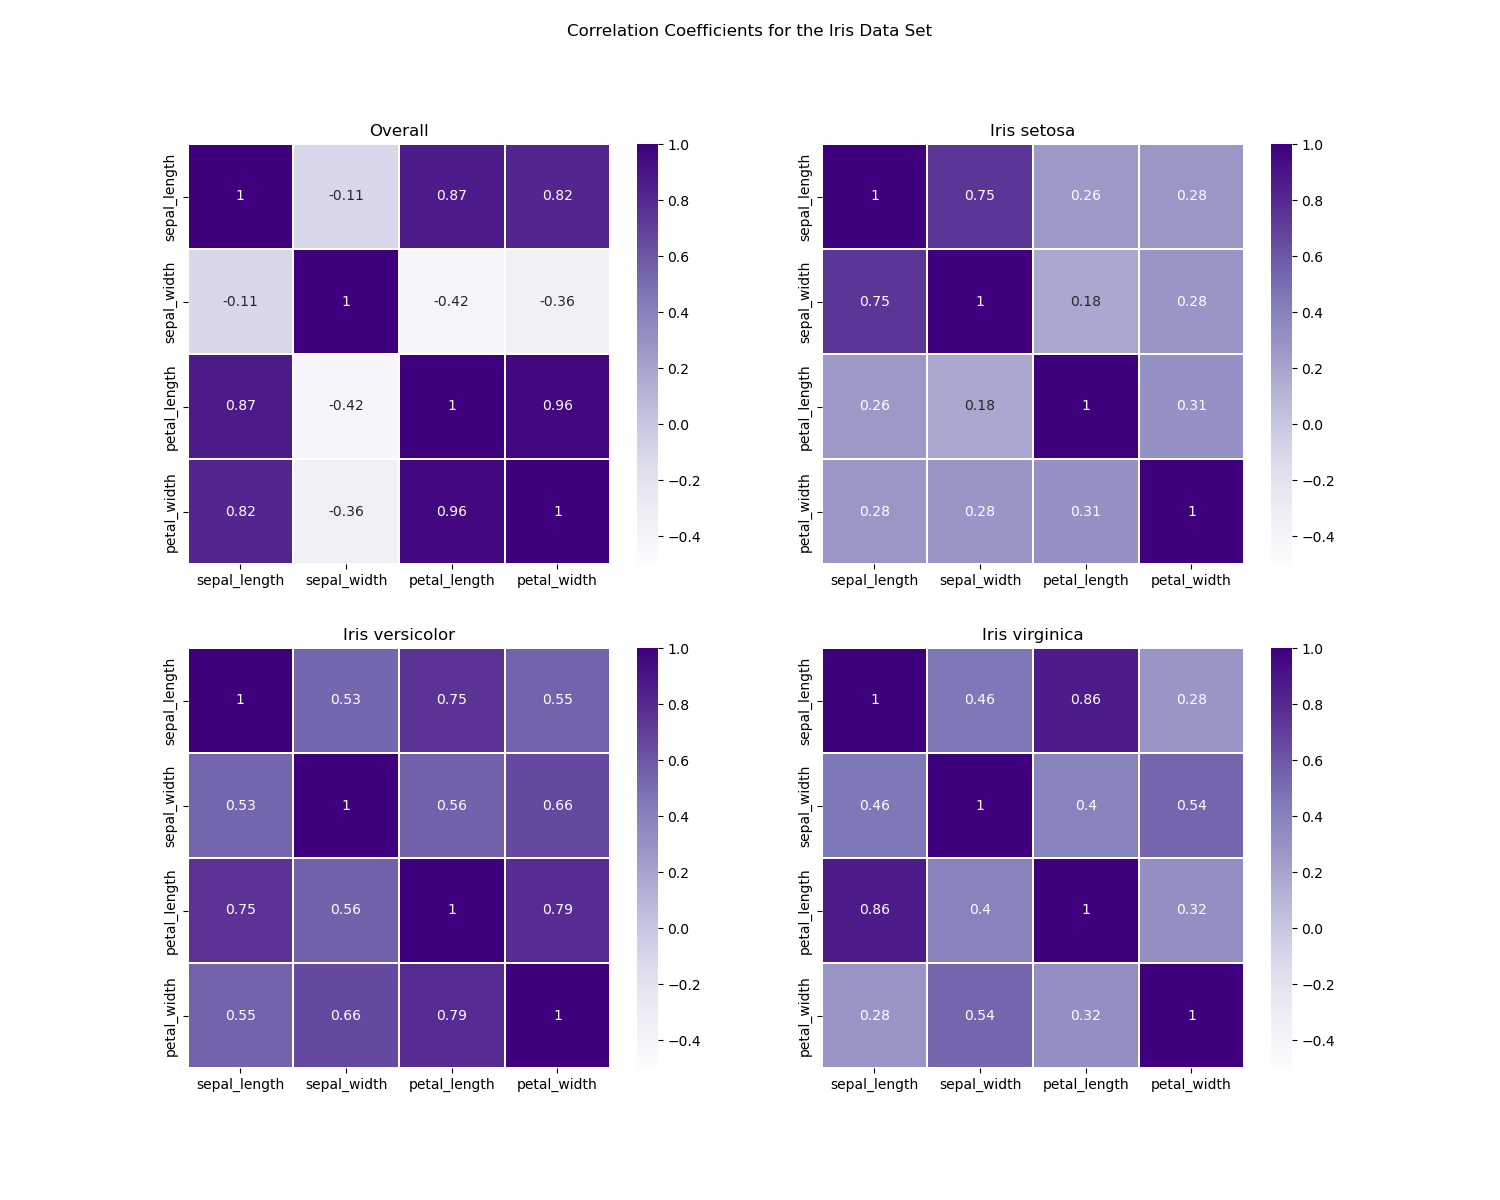 Correlation Coefficients for the Iris Data Set
Overall
sepal_length 1 -0.11 0.87 0.82
sepal_width -0.11 1 -0.42 -0.36
petal_length 0.87 -0.42 1 0.96
petal_width 0.82 -0.36 0.96 1
sepal_length sepal_width petal_length petal_width
1.0
0.8
0.6
0.4
0.2
0.0
−0.2
−0.4
Iris setosa
sepal_length 1 0.75 0.26 0.28
sepal_width 0.75 1 0.18 0.28
petal_length 0.26 0.18 1 0.31
petal_width 0.28 0.28 0.31 1
sepal_length sepal_width petal_length petal_width
1.0
0.8
0.6
0.4
0.2
0.0
−0.2
−0.4
Iris versicolor
sepal_length 1 0.53 0.75 0.55
sepal_width 0.53 1 0.56 0.66
petal_length 0.75 0.56 1 0.79
petal_width 0.55 0.66 0.79 1
sepal_length sepal_width petal_length petal_width
1.0
0.8
0.6
0.4
0.2
0.0
−0.2
−0.4
Iris virginica
sepal_length 1 0.46 0.86 0.28
sepal_width 0.46 1 0.4 0.54
petal_length 0.86 0.4 1 0.32
petal_width 0.28 0.54 0.32 1
sepal_length sepal_width petal_length petal_width
1.0
0.8
0.6
0.4
0.2
0.0
−0.2
−0.4